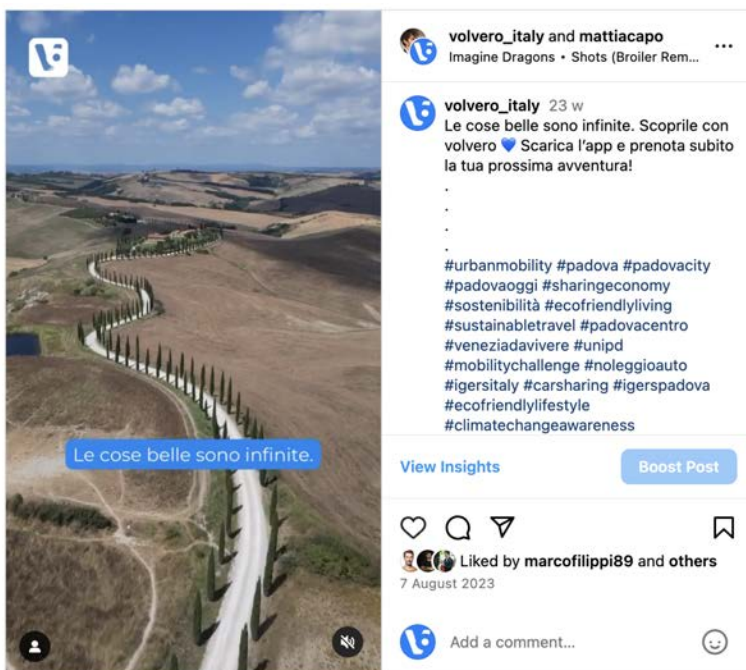 Le cose belle sono infinite.
volvero_italy and mattiacapo
Imagine Dragons • Shots (Broiler Rem...
volvero_italy 23 w
Le cose belle sono infinite. Scoprile con
volvero 💙 Scarica l'app e prenota subito
la tua prossima avventura!
.
.
.
.
#urbanmobility #padova #padovacity
#padovaoggi #sharingeconomy
#sostenibilità #ecofriendlyliving
#sustainabletravel #padovacentro
#veneziadavivere #unipd
#mobilitychallenge #noleggioauto
#igersitaly #carsharing #igerspadova
#ecofriendlylifestyle
#climatechangeawareness
View Insights
Boost Post
Liked by marcofilippi89 and others
7 August 2023
Add a comment...